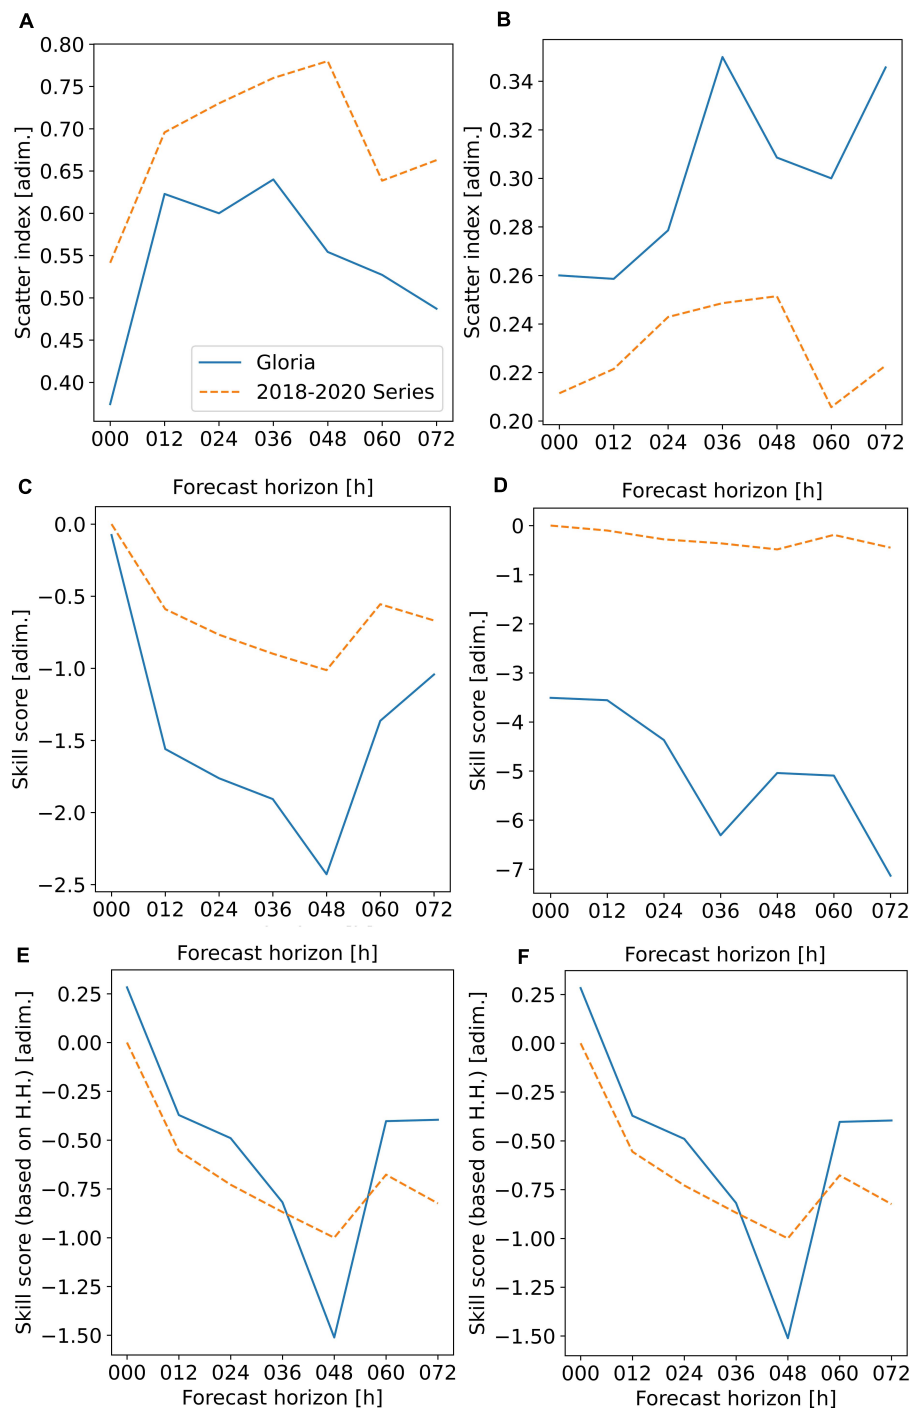 A
Scatter index [adim.]
0.80
0.75
0.70
0.65
0.60
0.55
0.50
0.45
0.40
Gloria
2018-2020 Series
000 012 024 036 048 060 072
Forecast horizon [h]
B
Scatter index [adim.]
0.34
0.32
0.30
0.28
0.26
0.24
0.22
0.20
000 012 024 036 048 060 072
Forecast horizon [h]
C
Skill score [adim.]
0.0
−0.5
−1.0
−1.5
−2.0
−2.5
000 012 024 036 048 060 072
Forecast horizon [h]
D
Skill score [adim.]
0
−1
−2
−3
−4
−5
−6
−7
000 012 024 036 048 060 072
Forecast horizon [h]
E
Skill score (based on H.H.) [adim.]
0.25
0.00
−0.25
−0.50
−0.75
−1.00
−1.25
−1.50
000 012 024 036 048 060 072
Forecast horizon [h]
F
Skill score (based on H.H.) [adim.]
0.25
0.00
−0.25
−0.50
−0.75
−1.00
−1.25
−1.50
000 012 024 036 048 060 072
Forecast horizon [h]